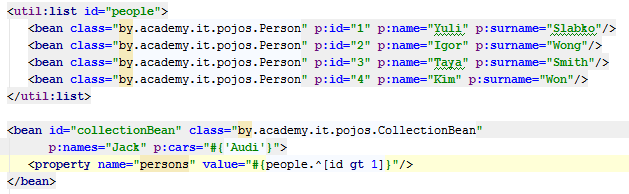 <util:list id="people">
<bean class="by.academy.it.pojos.Person" p:id="1" p:name="Yuli" p:surname="Slabko"/>
<bean class="by.academy.it.pojos.Person" p:id="2" p:name="Igor" p:surname="Wong"/>
<bean class="by.academy.it.pojos.Person" p:id="3" p:name="Taya" p:surname="Smith"/>
<bean class="by.academy.it.pojos.Person" p:id="4" p:name="Kim" p:surname="Won"/>
</util:list>
<bean id="collectionBean" class="by.academy.it.pojos.CollectionBean"
p:names="Jack" p:cars="#{'Audi'}">
<property name="persons" value="#{people.^[id gt 1]}"/>
</bean>